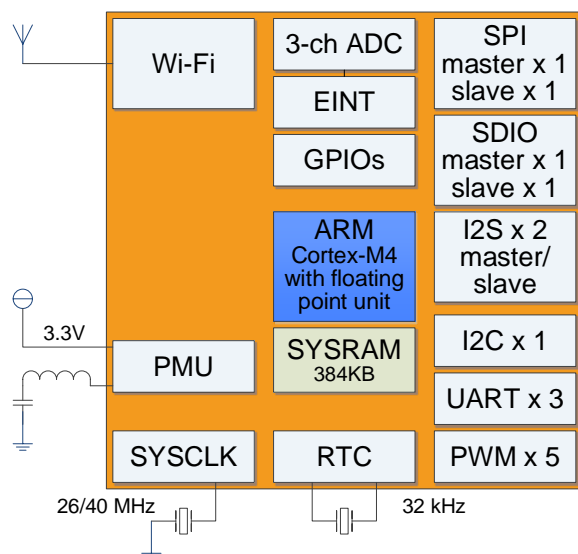 Wi-Fi
3-ch ADC
EINT
GPIOs
SPI
master x 1
slave x 1
SDIO
master x 1
slave x 1
ARM
Cortex-M4
with floating
point unit
I2S x 2
master/
slave
3.3V
PMU
SYSRAM
384KB
I2C x 1
UART x 3
SYSCLK
RTC
PWM x 5
26/40 MHz
32 kHz